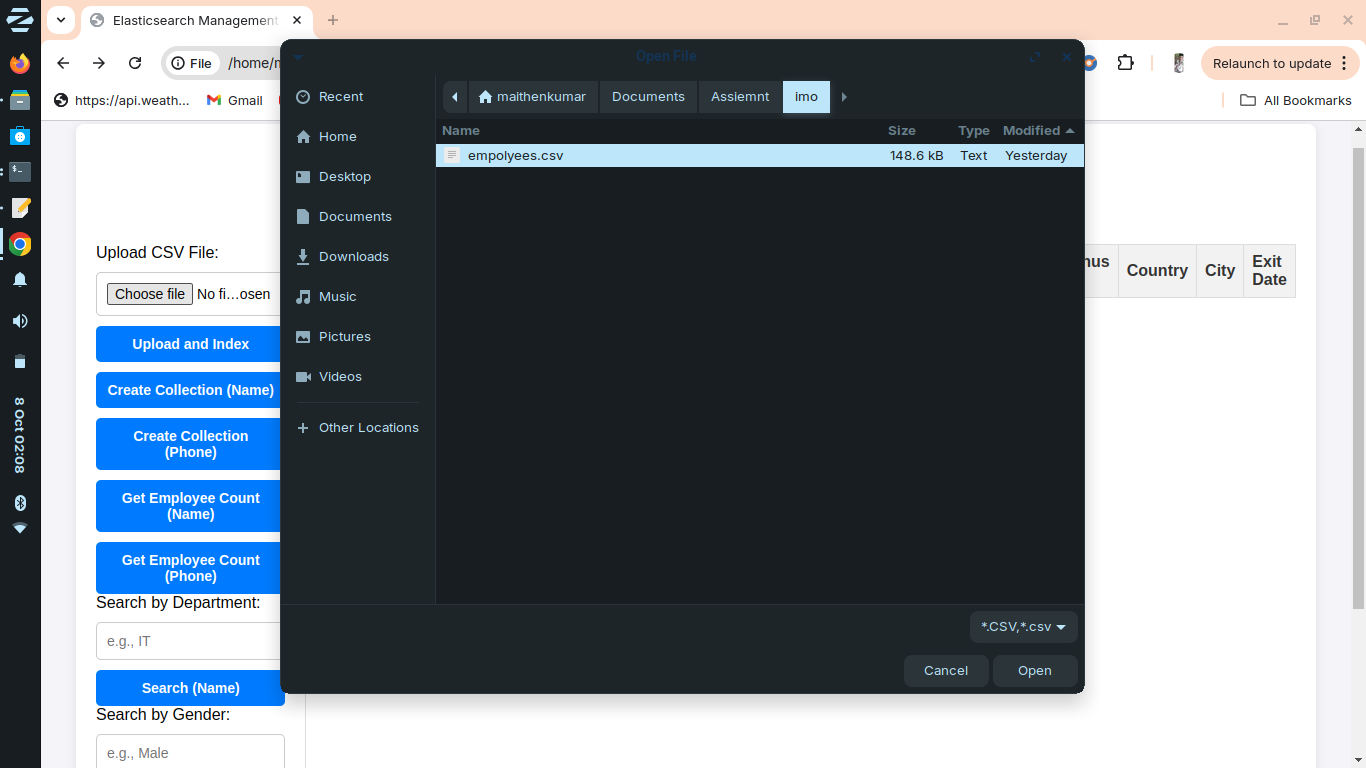 Elasticsearch Management
File
/home/m
Relaunch to update
https://api.weath...
Gmail
All Bookmarks
8 Oct 02:08
Upload CSV File:
Choose file No fi...osen
Upload and Index
Create Collection (Name)
Create Collection
(Phone)
Get Employee Count
(Name)
Get Employee Count
(Phone)
Search by Department:
e.g., IT
Search (Name)
Search by Gender:
e.g., Male
Open File
Recent
Home
Desktop
Documents
Downloads
Music
Pictures
Videos
Other Locations
maithenkumar Documents Assiemnt imo
Name Size Type Modified
empolyees.csv 148.6 kB Text Yesterday
*.CSV,*.csv
Cancel Open
nus Country City Exit
Date